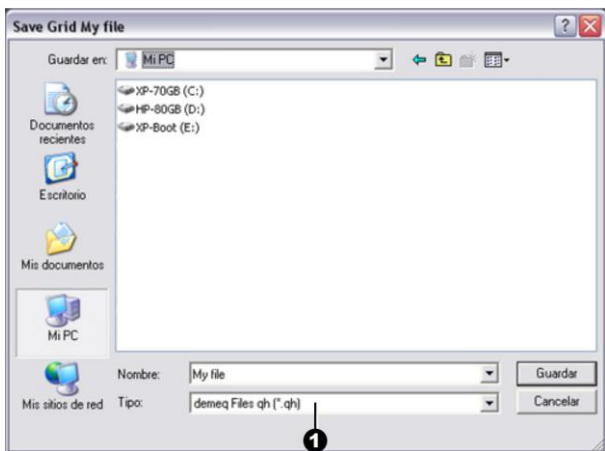 Save Grid My file
Guardar en:
Mi PC
XP-70GB (C:)
HP-80GB (D:)
XP-Boot (E:)
Documentos
recientes
Escritorio
Mis documentos
Mi PC
Mis sitios de red
Nombre:
My file
Guardar
Tipo:
demeq Files qh (*.qh)
Cancelar
1